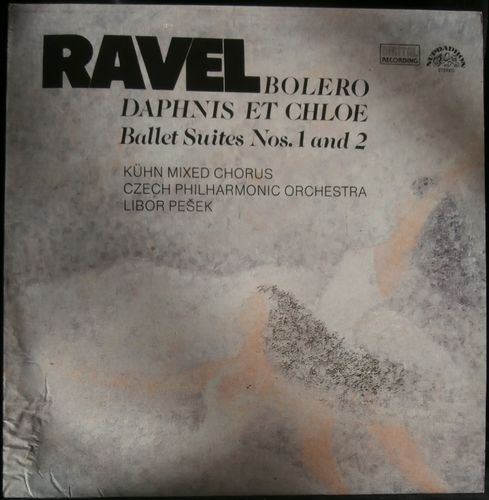 RAVEL BOLERO
DAPHNIS ET CHLOE
Ballet Suites Nos. 1 and 2
KÜHN MIXED CHORUS
CZECH PHILHARMONIC ORCHESTRA
LIBOR PEŠEK
DIGITAL
RECORDING
SUPRAPHON
STEREO